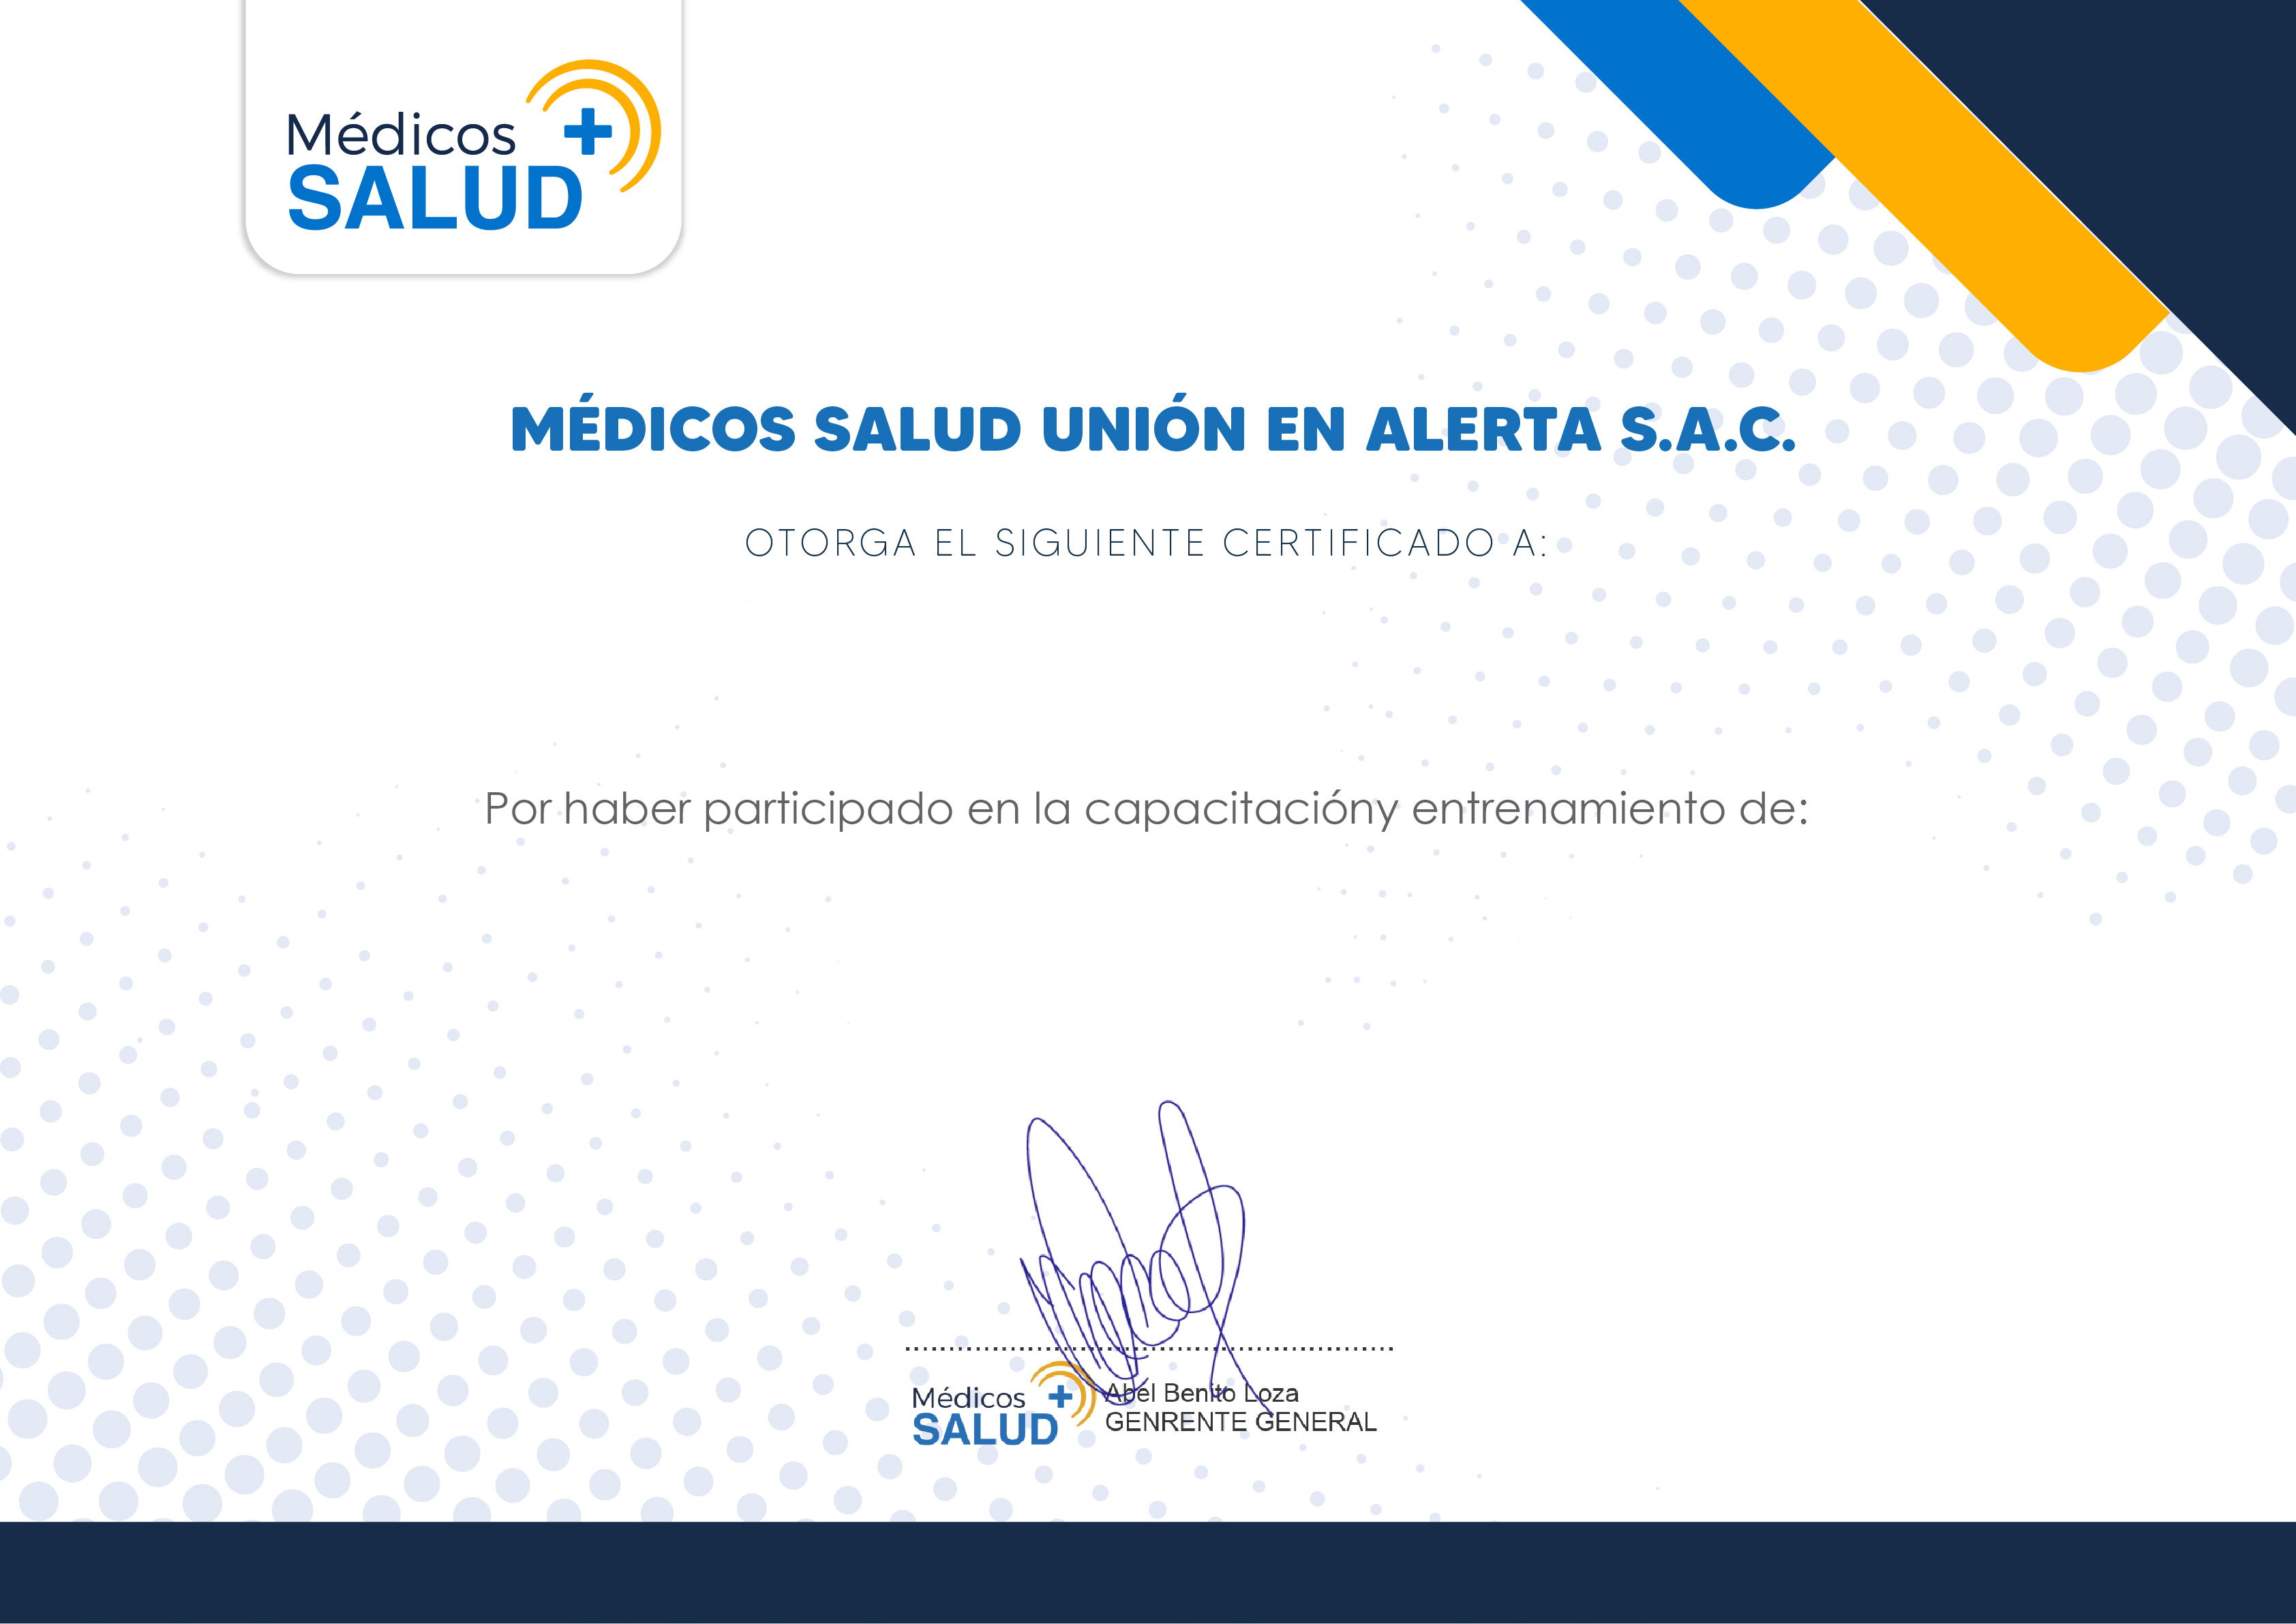 Médicos
SALUD
MÉDICOS SALUD UNIÓN EN ALERTA S.A.C.
OTORGA EL SIGUIENTE CERTIFICADO A:
Por haber participado en la capacitacióny entrenamiento de:
Médicos
SALUD
Abel Benito Loza
GENRENTE GENERAL